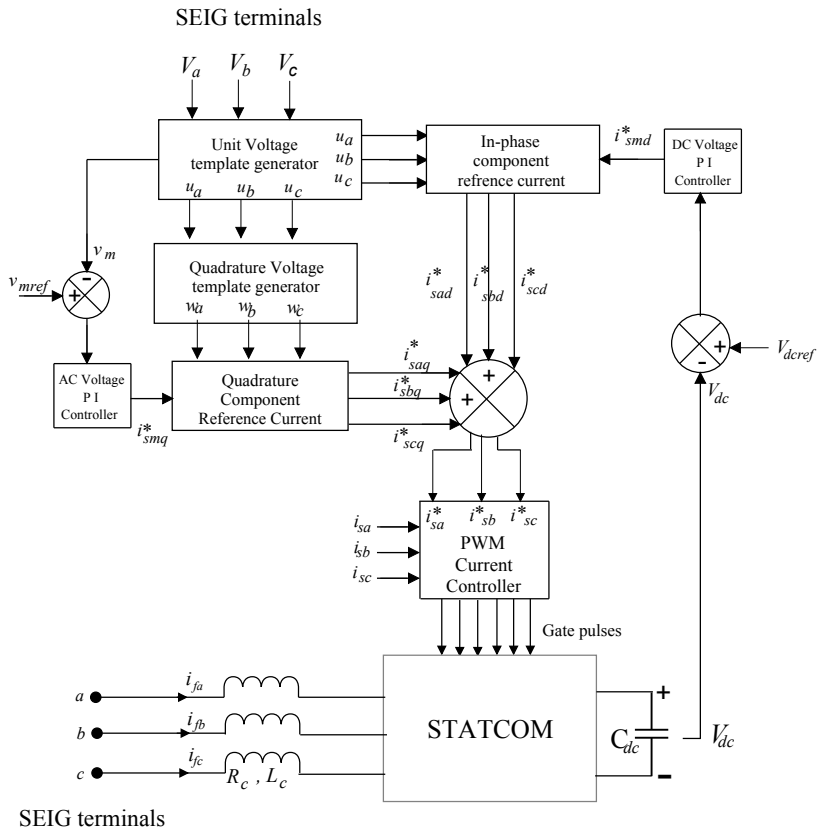 SEIG terminals
V_a V_b V_c
Unit Voltage
template generator
u_a
u_b
u_c
u_a u_b u_c
In-phase
component
refrence current
i*_smd
DC Voltage
P I
Controller
v_m
v_mref
-
+
Quadrature Voltage
template generator
w_a w_b w_c
i*_sad i*_sbd i*_scd
+
-
V_dcref
V_dc
AC Voltage
P I
Controller
i*_smq
Quadrature
Component
Reference Current
i*_saq
i*_sbq
i*_scq
+
+
i_sa
i_sb
i_sc
i*_sa i*_sb i*_sc
PWM
Current
Controller
Gate pulses
a
b
c
i_fa
i_fb
i_fc
R_c , L_c
STATCOM
+
C_dc
-
V_dc
SEIG terminals